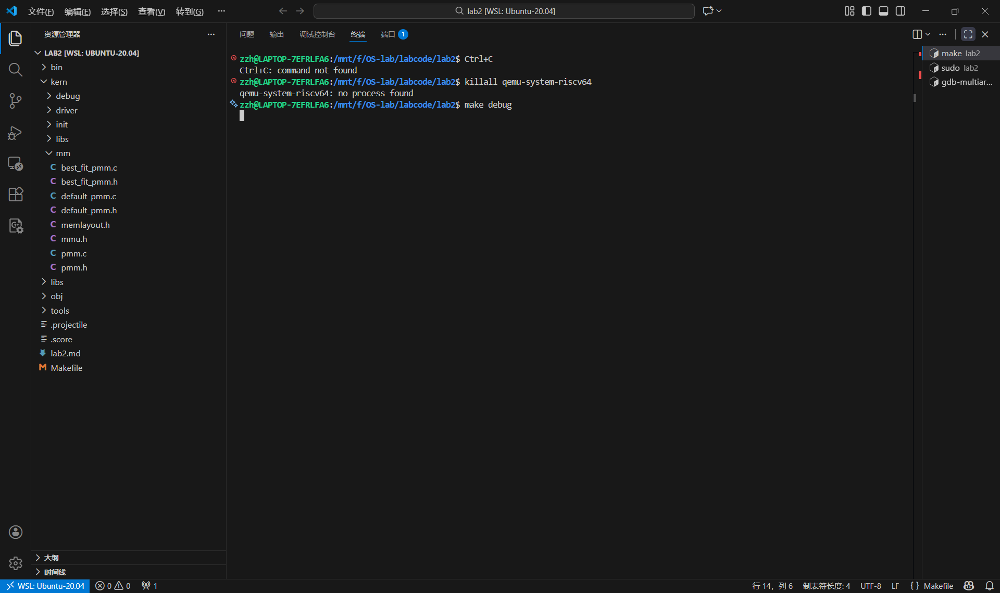 文件(F) 编辑(E) 选择(S) 查看(V) 转到(G) ···
lab2 [WSL: Ubuntu-20.04]
资源管理器
LAB2 [WSL: UBUNTU-20.04]
bin
kern
debug
driver
init
libs
mm
C best_fit_pmm.c
C best_fit_pmm.h
C default_pmm.c
C default_pmm.h
C memlayout.h
C mmu.h
C pmm.c
C pmm.h
libs
obj
tools
.projectile
.score
lab2.md
M Makefile
大纲
时间线
问题 输出 调试控制台 终端 端口 1
zzh@LAPTOP-7EFRLFA6:/mnt/f/OS-lab/labcode/lab2$ Ctrl+C
Ctrl+C: command not found
zzh@LAPTOP-7EFRLFA6:/mnt/f/OS-lab/labcode/lab2$ killall qemu-system-riscv64
qemu-system-riscv64: no process found
zzh@LAPTOP-7EFRLFA6:/mnt/f/OS-lab/labcode/lab2$ make debug
make lab2
sudo lab2
gdb-multiar...
WSL: Ubuntu-20.04 0 0 1 行 14，列 6 制表符长度: 4 UTF-8 LF {} Makefile